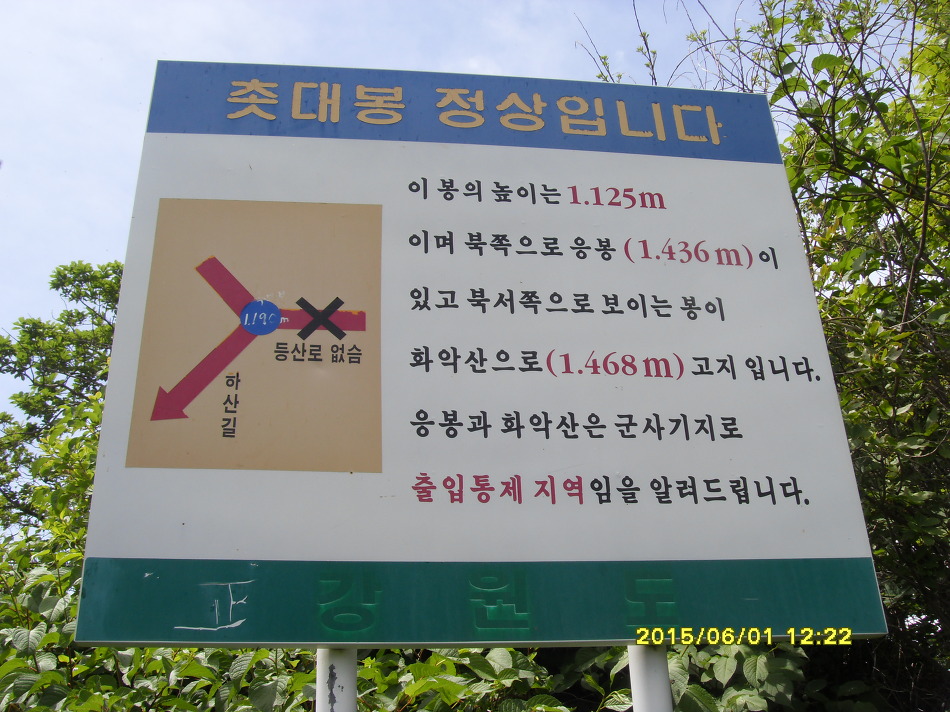 촛대봉 정상입니다
이 봉의 높이는 1.125m
이며 북쪽으로 응봉 (1.436m)이
있고 북서쪽으로 보이는 봉이
화악산으로(1.468m) 고지 입니다.
응봉과 화악산은 군사기지로
출입통제 지역임을 알러드립니다.
등산로 없슴
하산길
강원도
2015/06/01 12:22